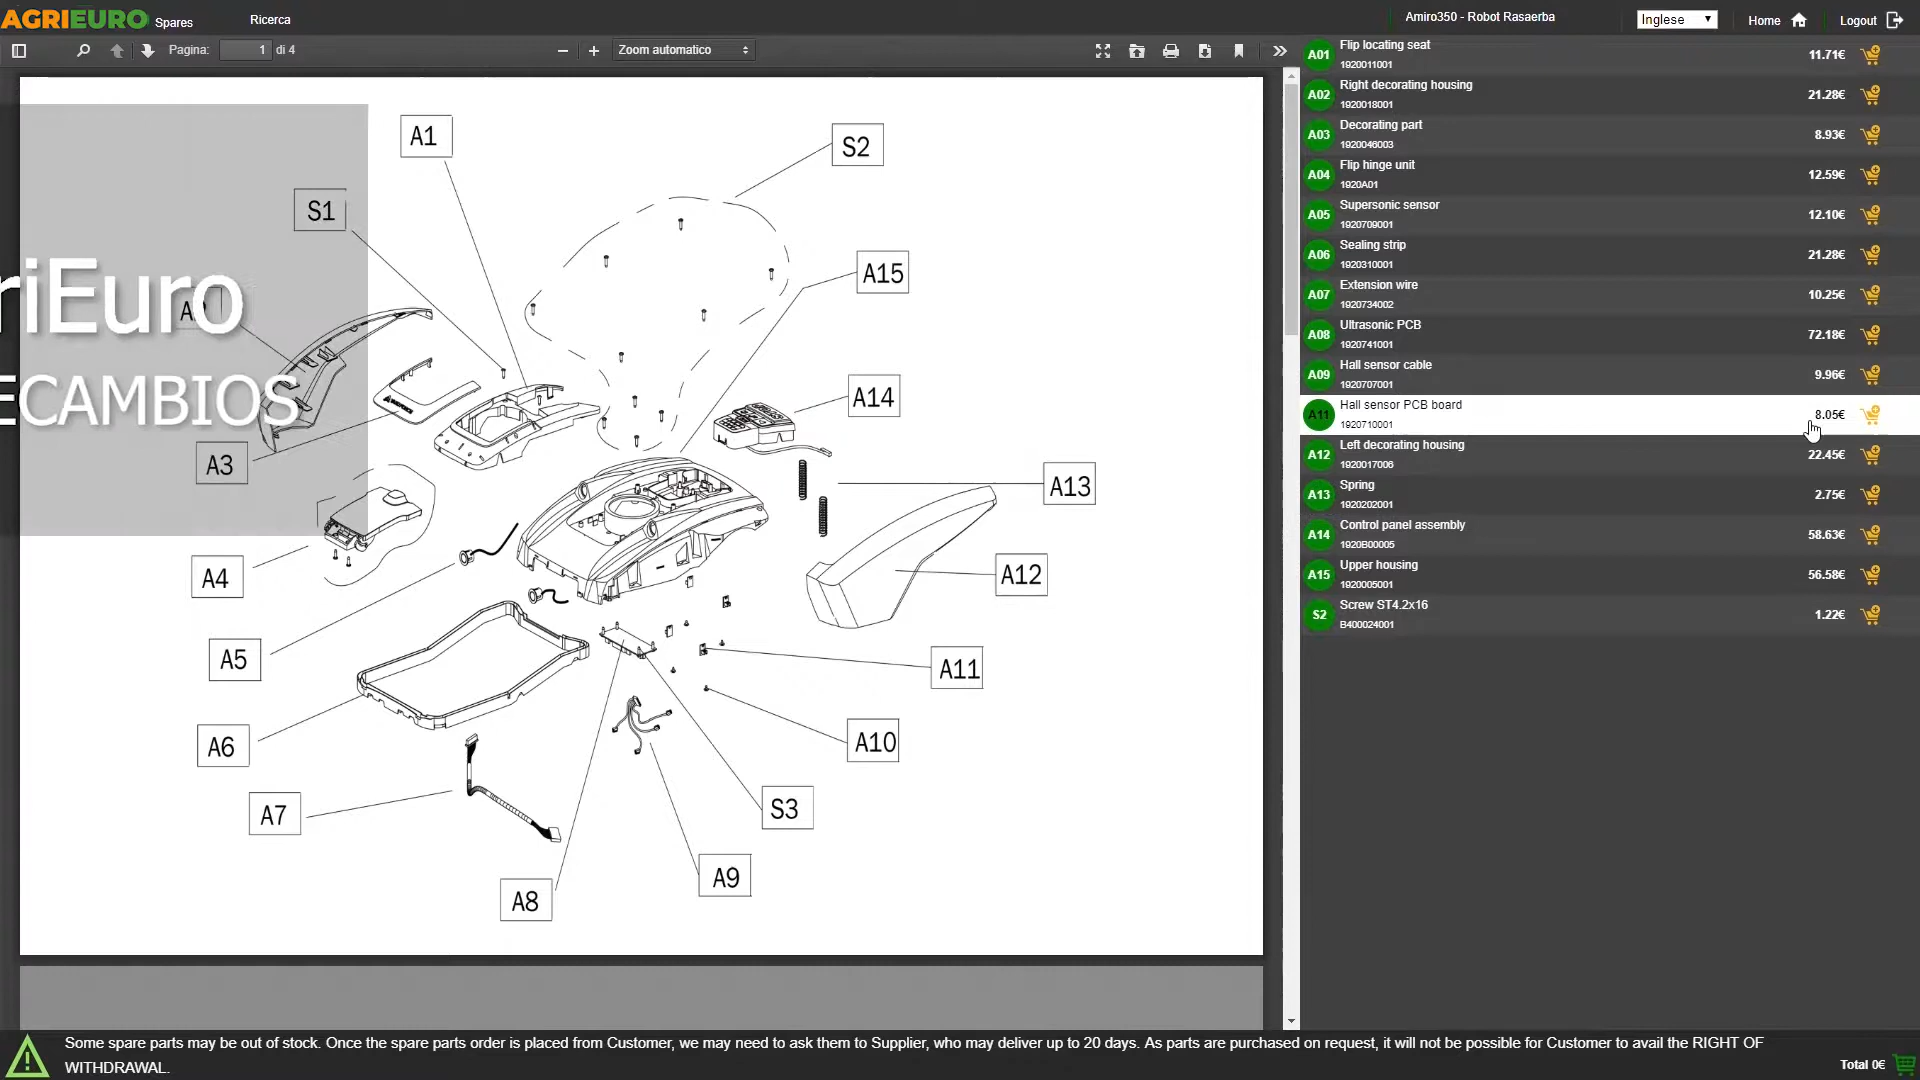 AGRIEURO Spares
Ricerca
Amiro350 - Robot Rasaerba
Inglese
Home
Logout
Pagina: 1 di 4
Zoom automatico
A1
S2
S1
A15
riEuro
ECAMBIOS
A14
A3
A13
A4
A12
A5
A11
A6
A10
A7
S3
A9
A8
A01 Flip locating seat 11.71€
1920011001
A02 Right decorating housing 21.28€
1920018001
A03 Decorating part 8.93€
1920046003
A04 Flip hinge unit 12.59€
1920A01
A05 Supersonic sensor 12.10€
1920709001
A06 Sealing strip 21.28€
1920310001
A07 Extension wire 10.25€
1920734002
A08 Ultrasonic PCB 72.18€
1920741001
A09 Hall sensor cable 9.96€
1920707001
A11 Hall sensor PCB board 8.05€
1920710001
A12 Left decorating housing 22.45€
1920017006
A13 Spring 2.75€
1920202001
A14 Control panel assembly 58.63€
1920B00005
A15 Upper housing 56.58€
1920005001
S2 Screw ST4.2x16 1.22€
B400024001
Some spare parts may be out of stock. Once the spare parts order is placed from Customer, we may need to ask them to Supplier, who may deliver up to 20 days. As parts are purchased on request, it will not be possible for Customer to avail the RIGHT OF
WITHDRAWAL.
Total 0€